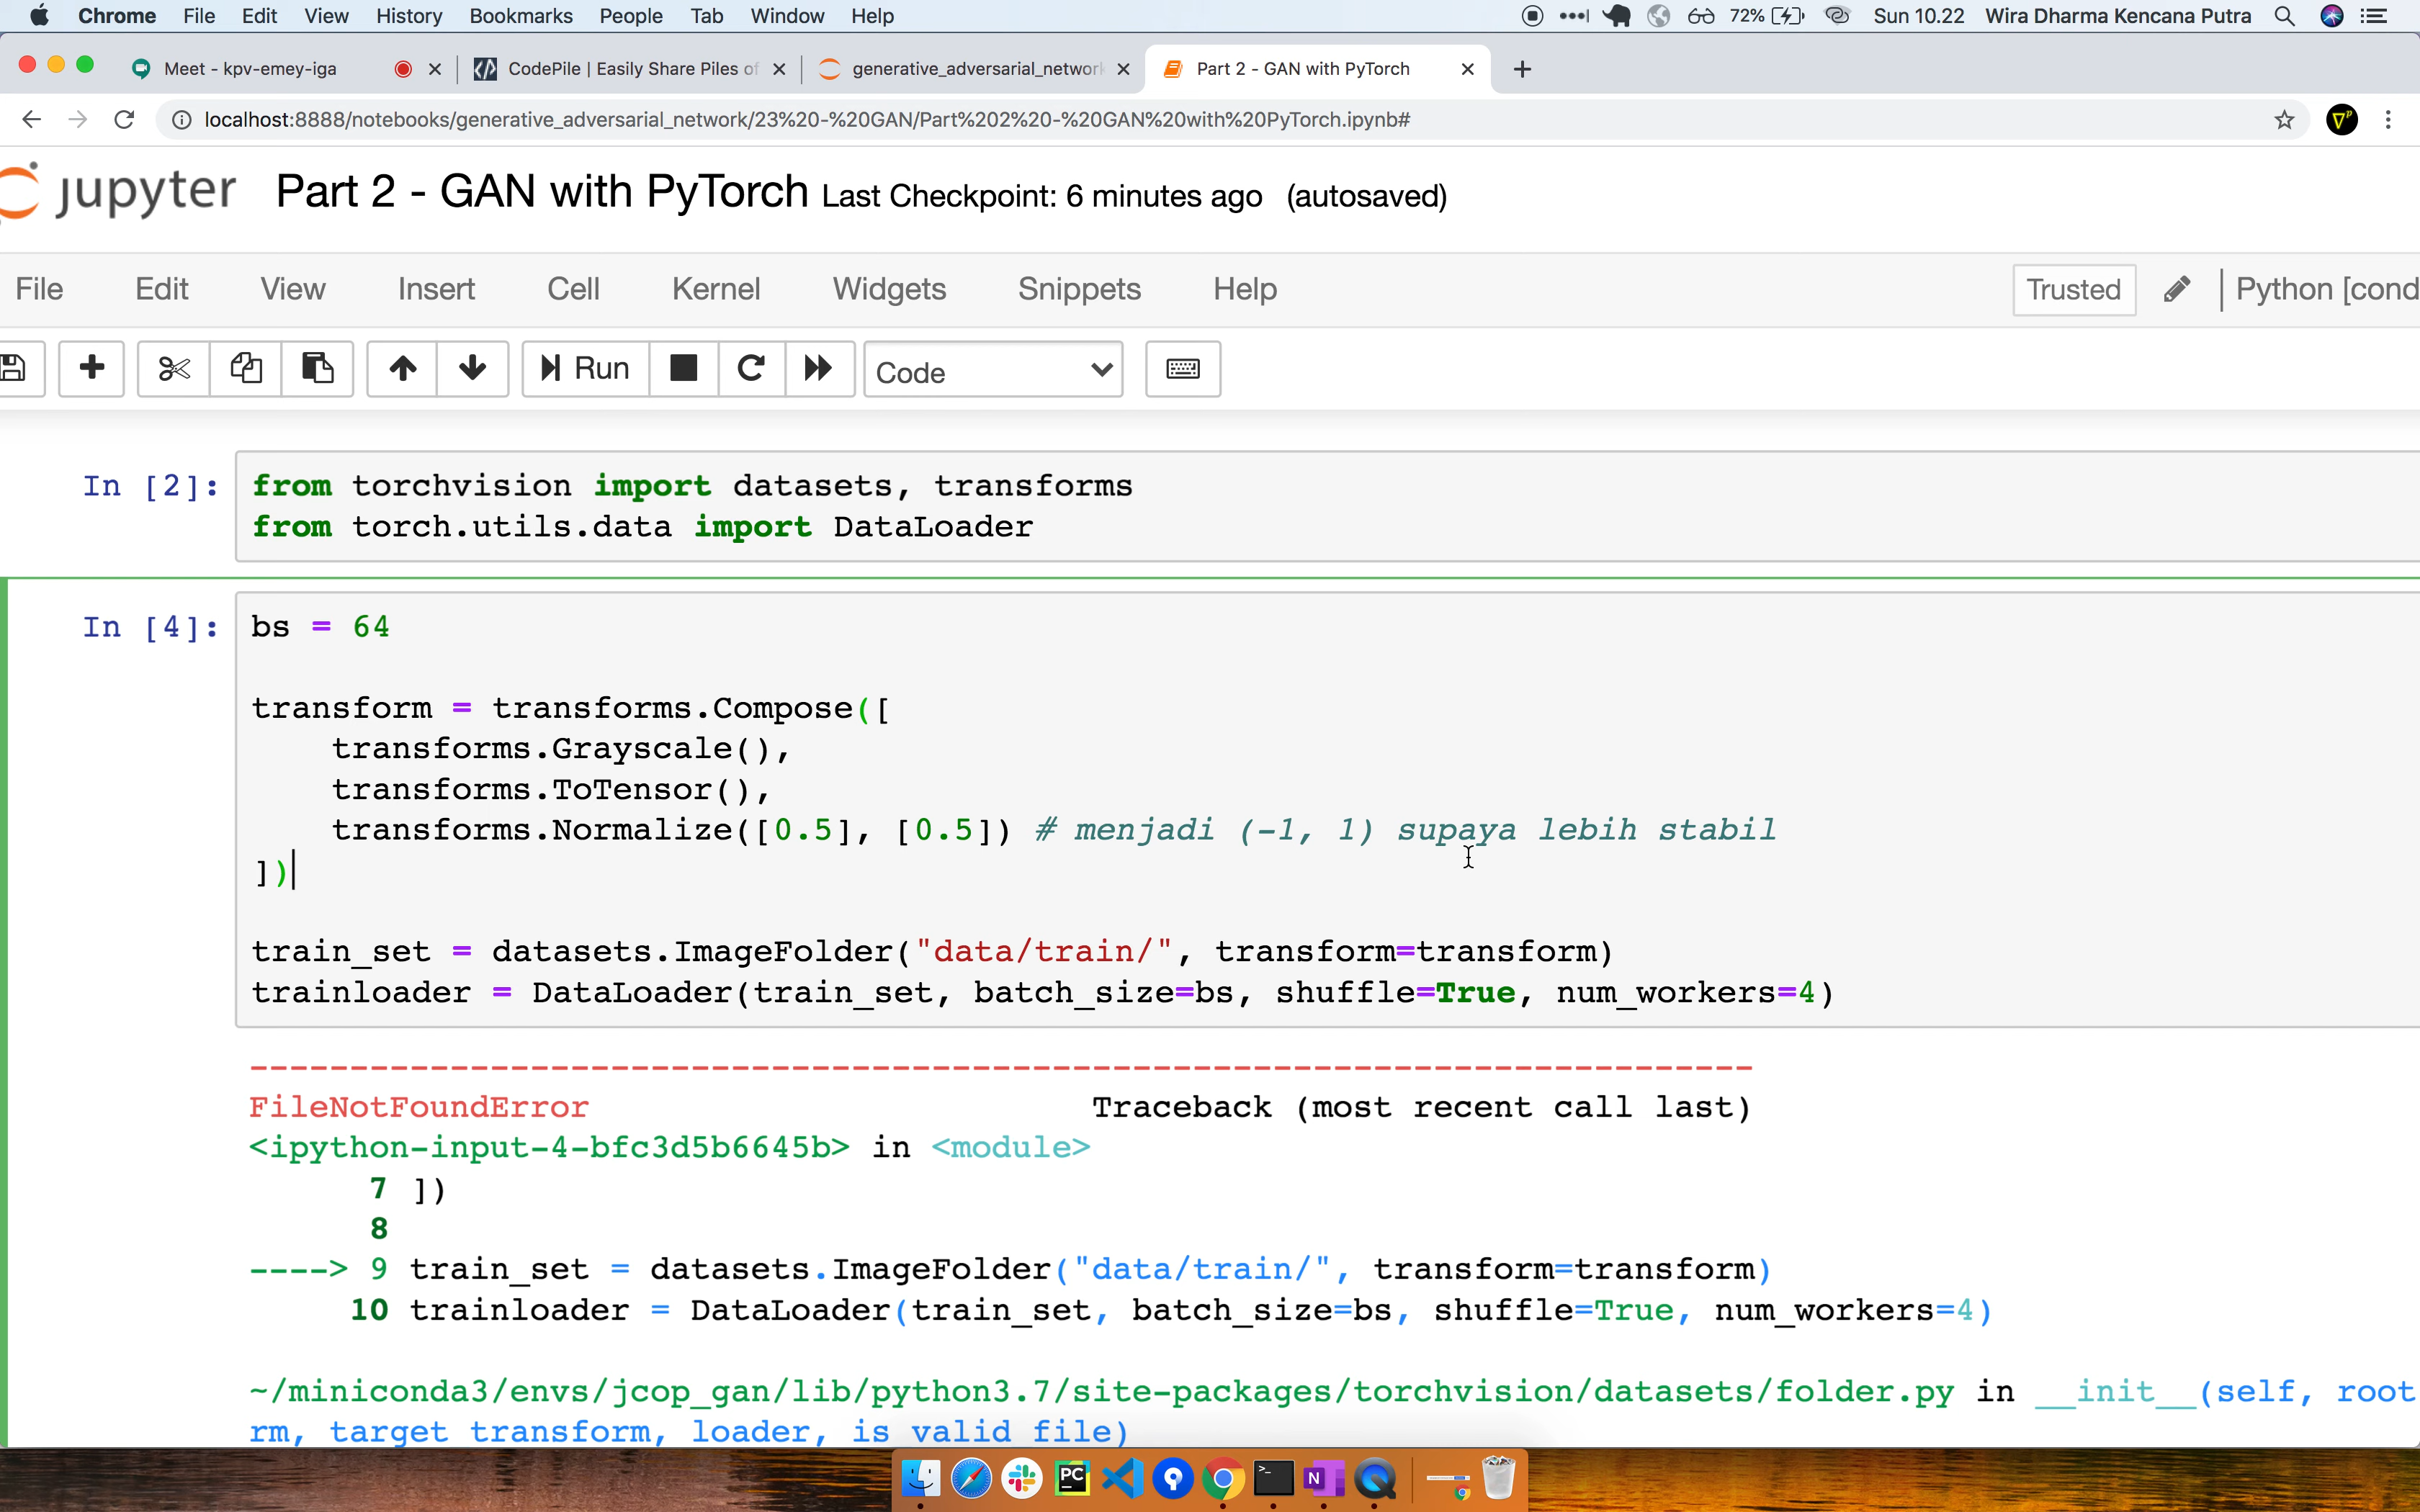 Chrome File Edit View History Bookmarks People Tab Window Help 72% Sun 10.22 Wira Dharma Kencana Putra
Meet - kpv-emey-iga CodePile | Easily Share Piles of generative_adversarial_networ Part 2 - GAN with PyTorch
localhost:8888/notebooks/generative_adversarial_network/23%20-%20GAN/Part%202%20-%20GAN%20with%20PyTorch.ipynb#
jupyter Part 2 - GAN with PyTorch Last Checkpoint: 6 minutes ago (autosaved)
File Edit View Insert Cell Kernel Widgets Snippets Help Trusted Python [cond
Run Code
In [2]: from torchvision import datasets, transforms
from torch.utils.data import DataLoader
In [4]: bs = 64
transform = transforms.Compose([
transforms.Grayscale(),
transforms.ToTensor(),
transforms.Normalize([0.5], [0.5]) # menjadi (-1, 1) supaya lebih stabil
])
train_set = datasets.ImageFolder("data/train/", transform=transform)
trainloader = DataLoader(train_set, batch_size=bs, shuffle=True, num_workers=4)
---------------------------------------------------------------------------
FileNotFoundError Traceback (most recent call last)
<ipython-input-4-bfc3d5b6645b> in <module>
7 ])
8
----> 9 train_set = datasets.ImageFolder("data/train/", transform=transform)
10 trainloader = DataLoader(train_set, batch_size=bs, shuffle=True, num_workers=4)
~/miniconda3/envs/jcop_gan/lib/python3.7/site-packages/torchvision/datasets/folder.py in __init__(self, root
rm, target_transform, loader, is_valid_file)